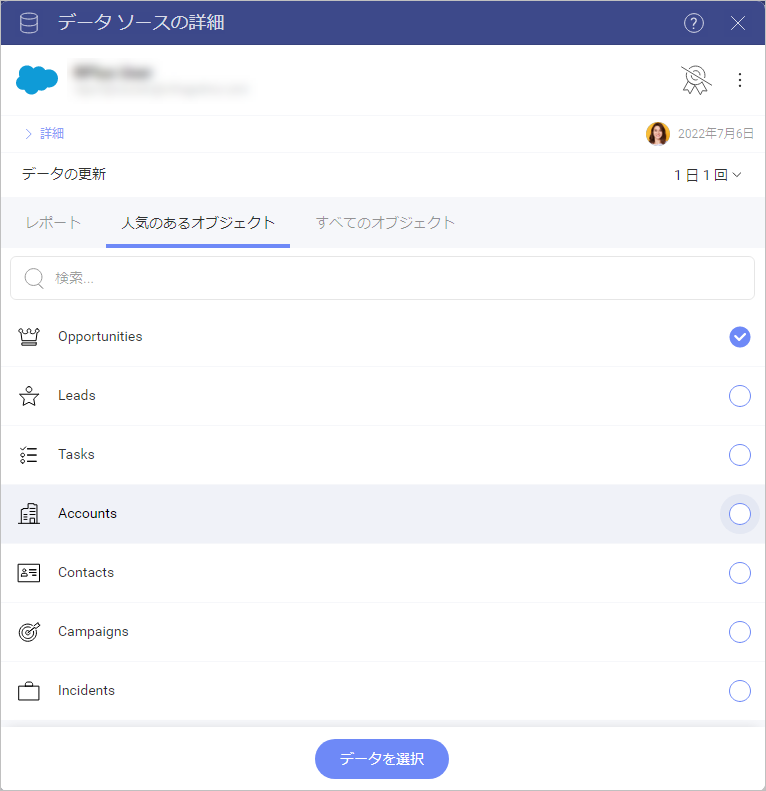 データ ソースの詳細
詳細
2022年7月6日
データの更新
1 日 1 回
レポート
人気のあるオブジェクト
すべてのオブジェクト
検索...
Opportunities
Leads
Tasks
Accounts
Contacts
Campaigns
Incidents
データを選択